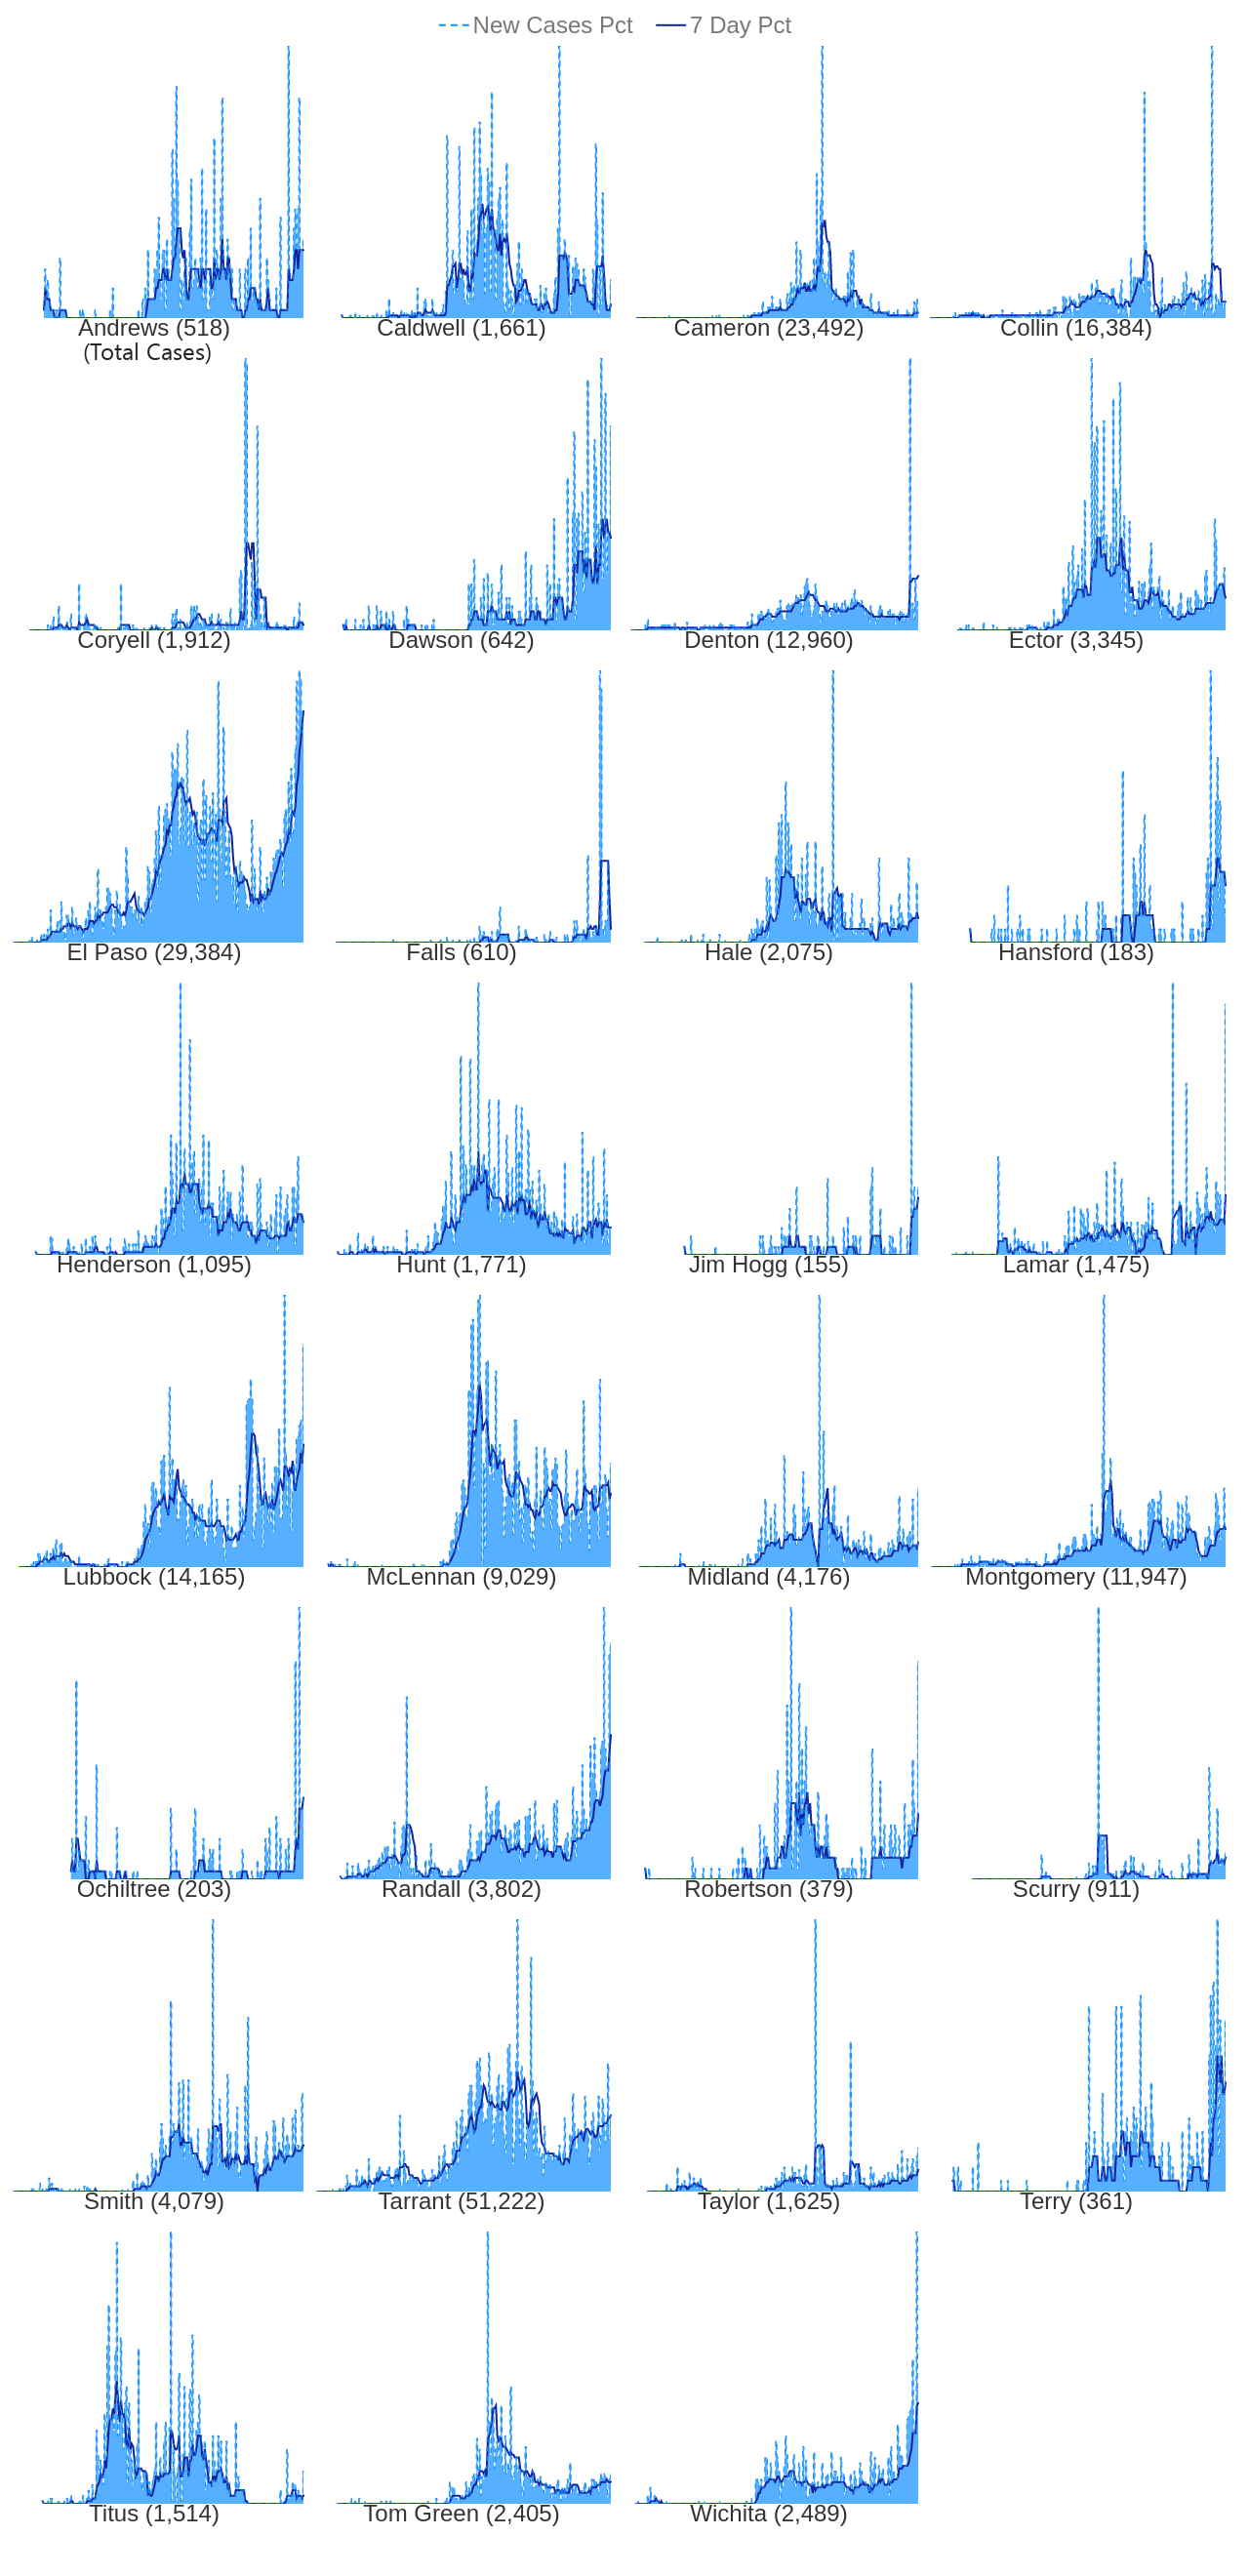 New Cases Pct 7 Day Pct
Andrews (518) Caldwell (1,661) Cameron (23,492) Collin (16,384)
(Total Cases)
Coryell (1,912) Dawson (642) Denton (12,960) Ector (3,345)
El Paso (29,384) Falls (610) Hale (2,075) Hansford (183)
Henderson (1,095) Hunt (1,771) Jim Hogg (155) Lamar (1,475)
Lubbock (14,165) McLennan (9,029) Midland (4,176) Montgomery (11,947)
Ochiltree (203) Randall (3,802) Robertson (379) Scurry (911)
Smith (4,079) Tarrant (51,222) Taylor (1,625) Terry (361)
Titus (1,514) Tom Green (2,405) Wichita (2,489)